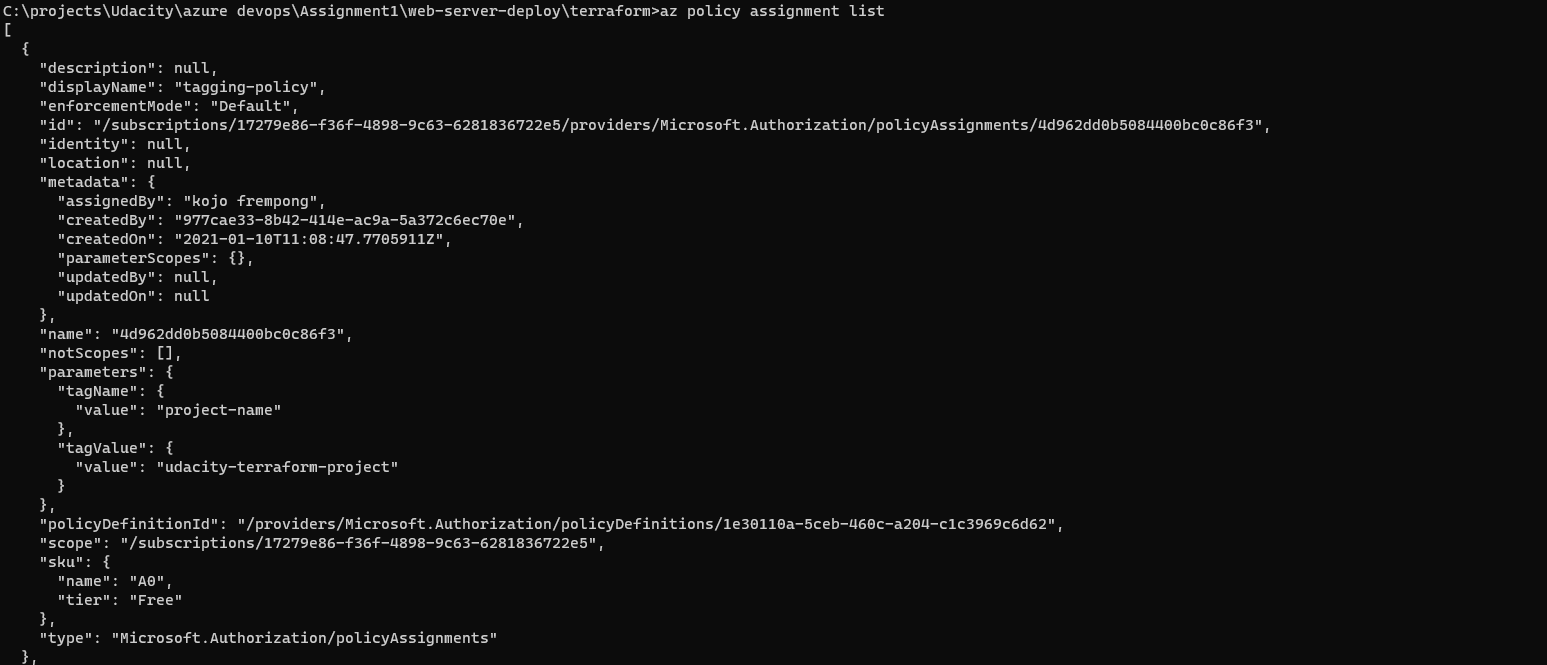 C:\projects\Udacity\azure devops\Assignment1\web-server-deploy\terraform>az policy assignment list
[
  {
    "description": null,
    "displayName": "tagging-policy",
    "enforcementMode": "Default",
    "id": "/subscriptions/17279e86-f36f-4898-9c63-6281836722e5/providers/Microsoft.Authorization/policyAssignments/4d962dd0b5084400bc0c86f3",
    "identity": null,
    "location": null,
    "metadata": {
      "assignedBy": "kojo frempong",
      "createdBy": "977cae33-8b42-414e-ac9a-5a372c6ec70e",
      "createdOn": "2021-01-10T11:08:47.7705911Z",
      "parameterScopes": {},
      "updatedBy": null,
      "updatedOn": null
    },
    "name": "4d962dd0b5084400bc0c86f3",
    "notScopes": [],
    "parameters": {
      "tagName": {
        "value": "project-name"
      },
      "tagValue": {
        "value": "udacity-terraform-project"
      }
    },
    "policyDefinitionId": "/providers/Microsoft.Authorization/policyDefinitions/1e30110a-5ceb-460c-a204-c1c3969c6d62",
    "scope": "/subscriptions/17279e86-f36f-4898-9c63-6281836722e5",
    "sku": {
      "name": "A0",
      "tier": "Free"
    },
    "type": "Microsoft.Authorization/policyAssignments"
  },